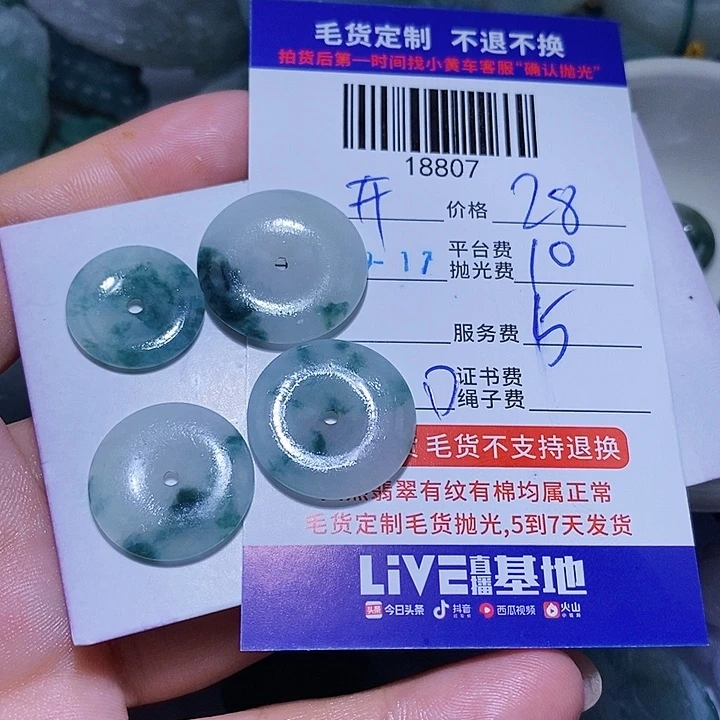 毛货定制 不退不换
拍货后第一时间找小黄车客服“确认抛光”
18807
价格 28
平台费
抛光费 10
-17
服务费 5
证书费
绳子费
毛货不支持退换
翡翠有纹有棉均属正常
毛货定制毛货抛光,5到7天发货
LiVE直播基地
头条 今日头条 抖音 西瓜视频 火山